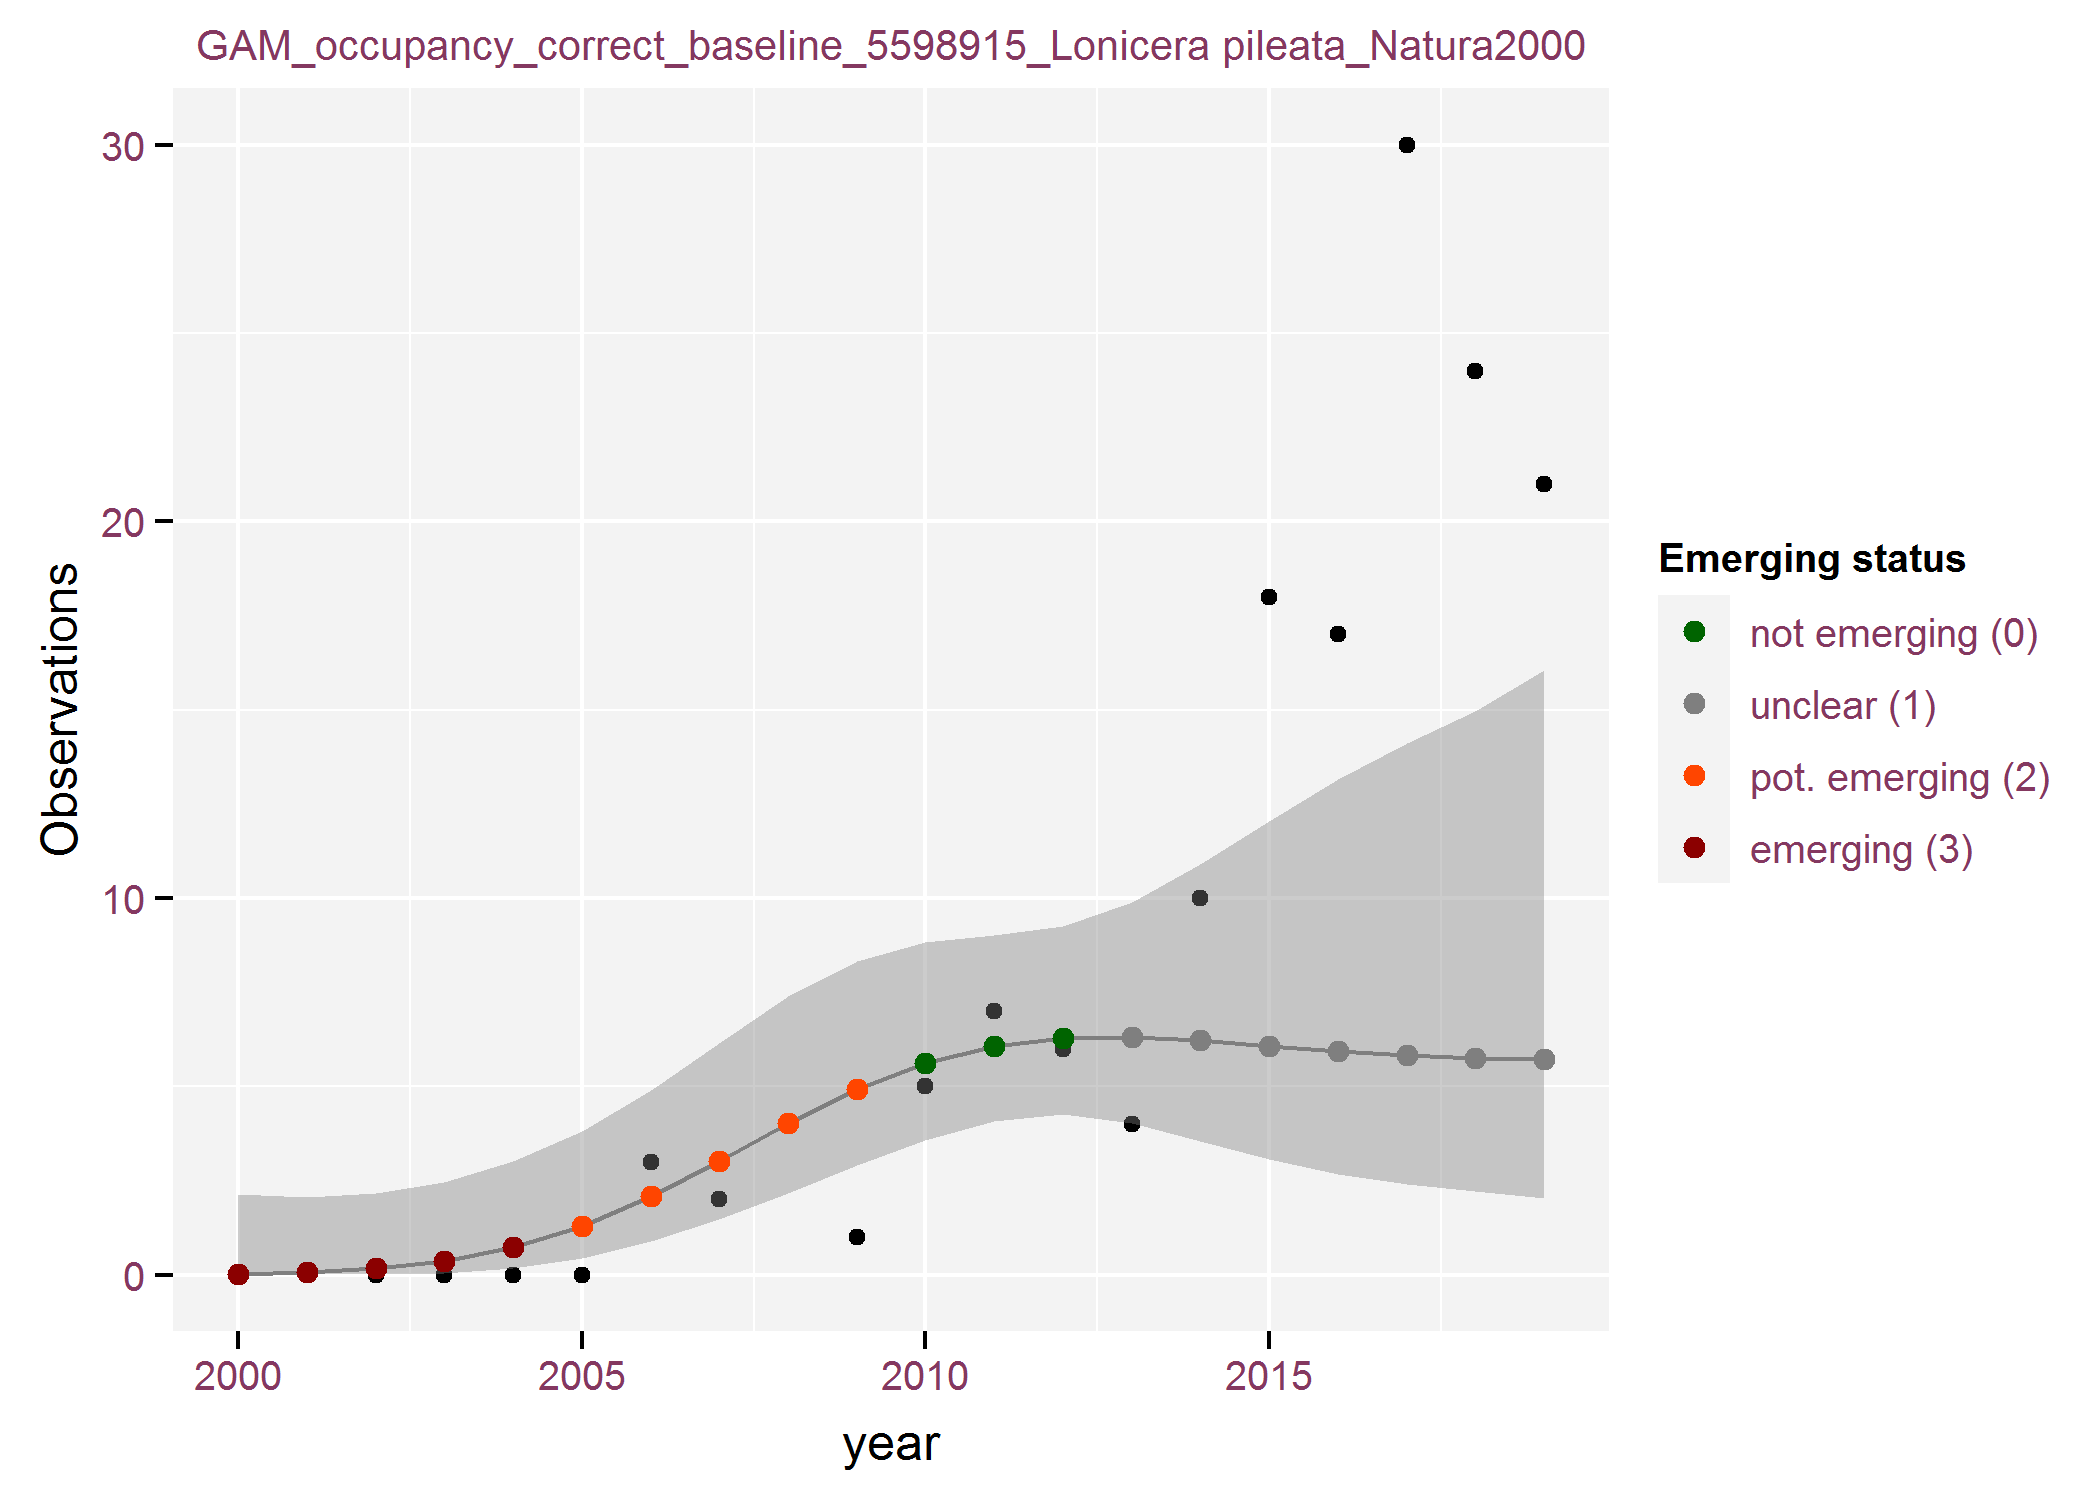 GAM_occupancy_correct_baseline_5598915_Lonicera pileata_Natura2000
30
20
10
0
Observations
2000
2005
2010
2015
year
Emerging status
not emerging (0)
unclear (1)
pot. emerging (2)
emerging (3)